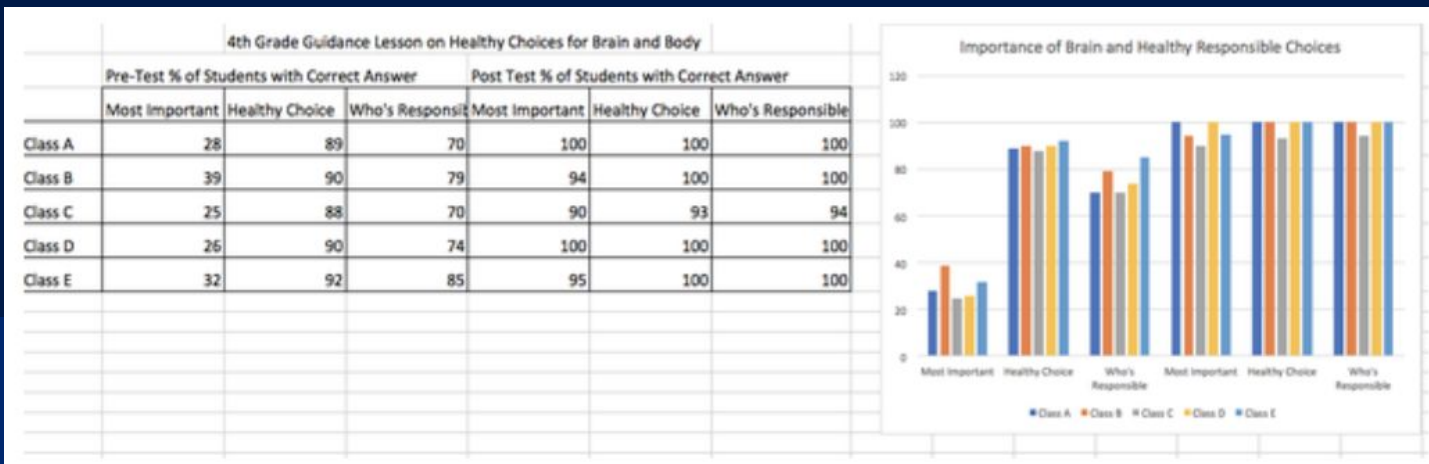 4th Grade Guidance Lesson on Healthy Choices for Brain and Body
Pre-Test % of Students with Correct Answer Post Test % of Students with Correct Answer
Most Important Healthy Choice Who's Responsit Most Important Healthy Choice Who's Responsible
Class A 28 89 70 100 100 100
Class B 39 90 79 94 100 100
Class C 25 88 70 90 93 94
Class D 26 90 74 100 100 100
Class E 32 92 85 95 100 100
Importance of Brain and Healthy Responsible Choices
120
100
80
60
40
20
0
Most Important Healthy Choice Who's Responsible Most Important Healthy Choice Who's Responsible
Class A Class B Class C Class D Class E